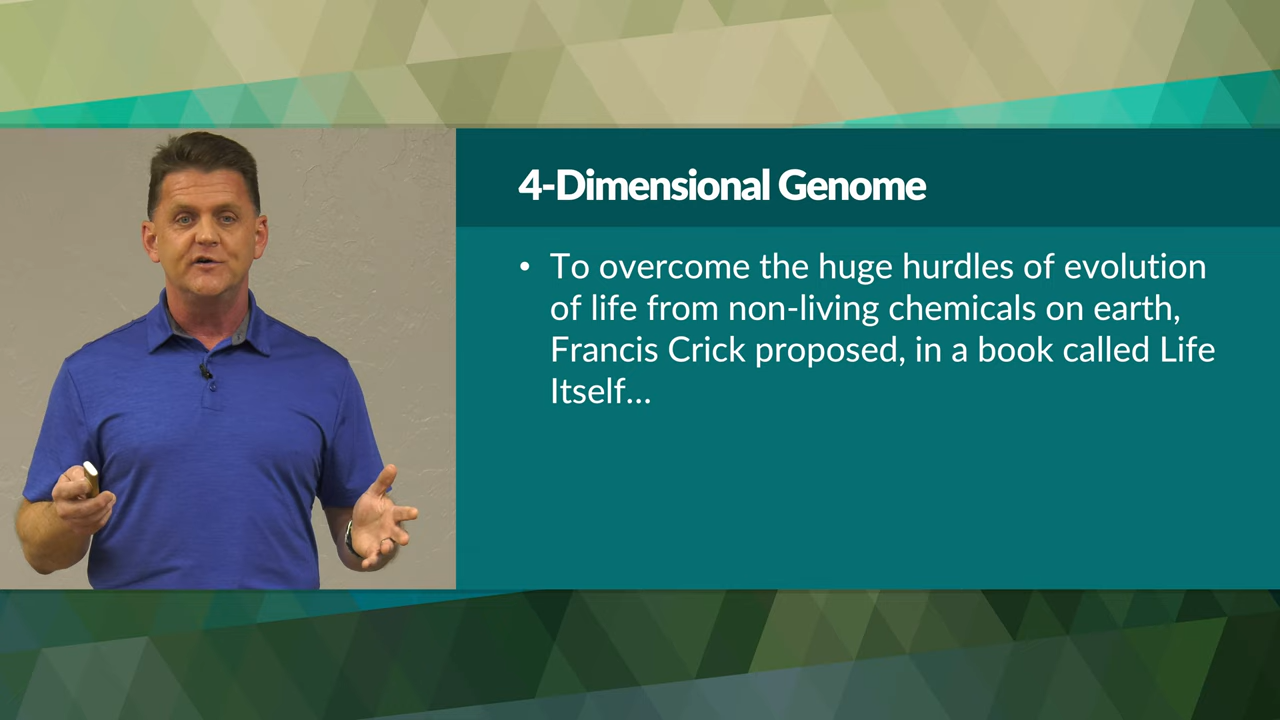 4-Dimensional Genome
• To overcome the huge hurdles of evolution
of life from non-living chemicals on earth,
Francis Crick proposed, in a book called Life
Itself...